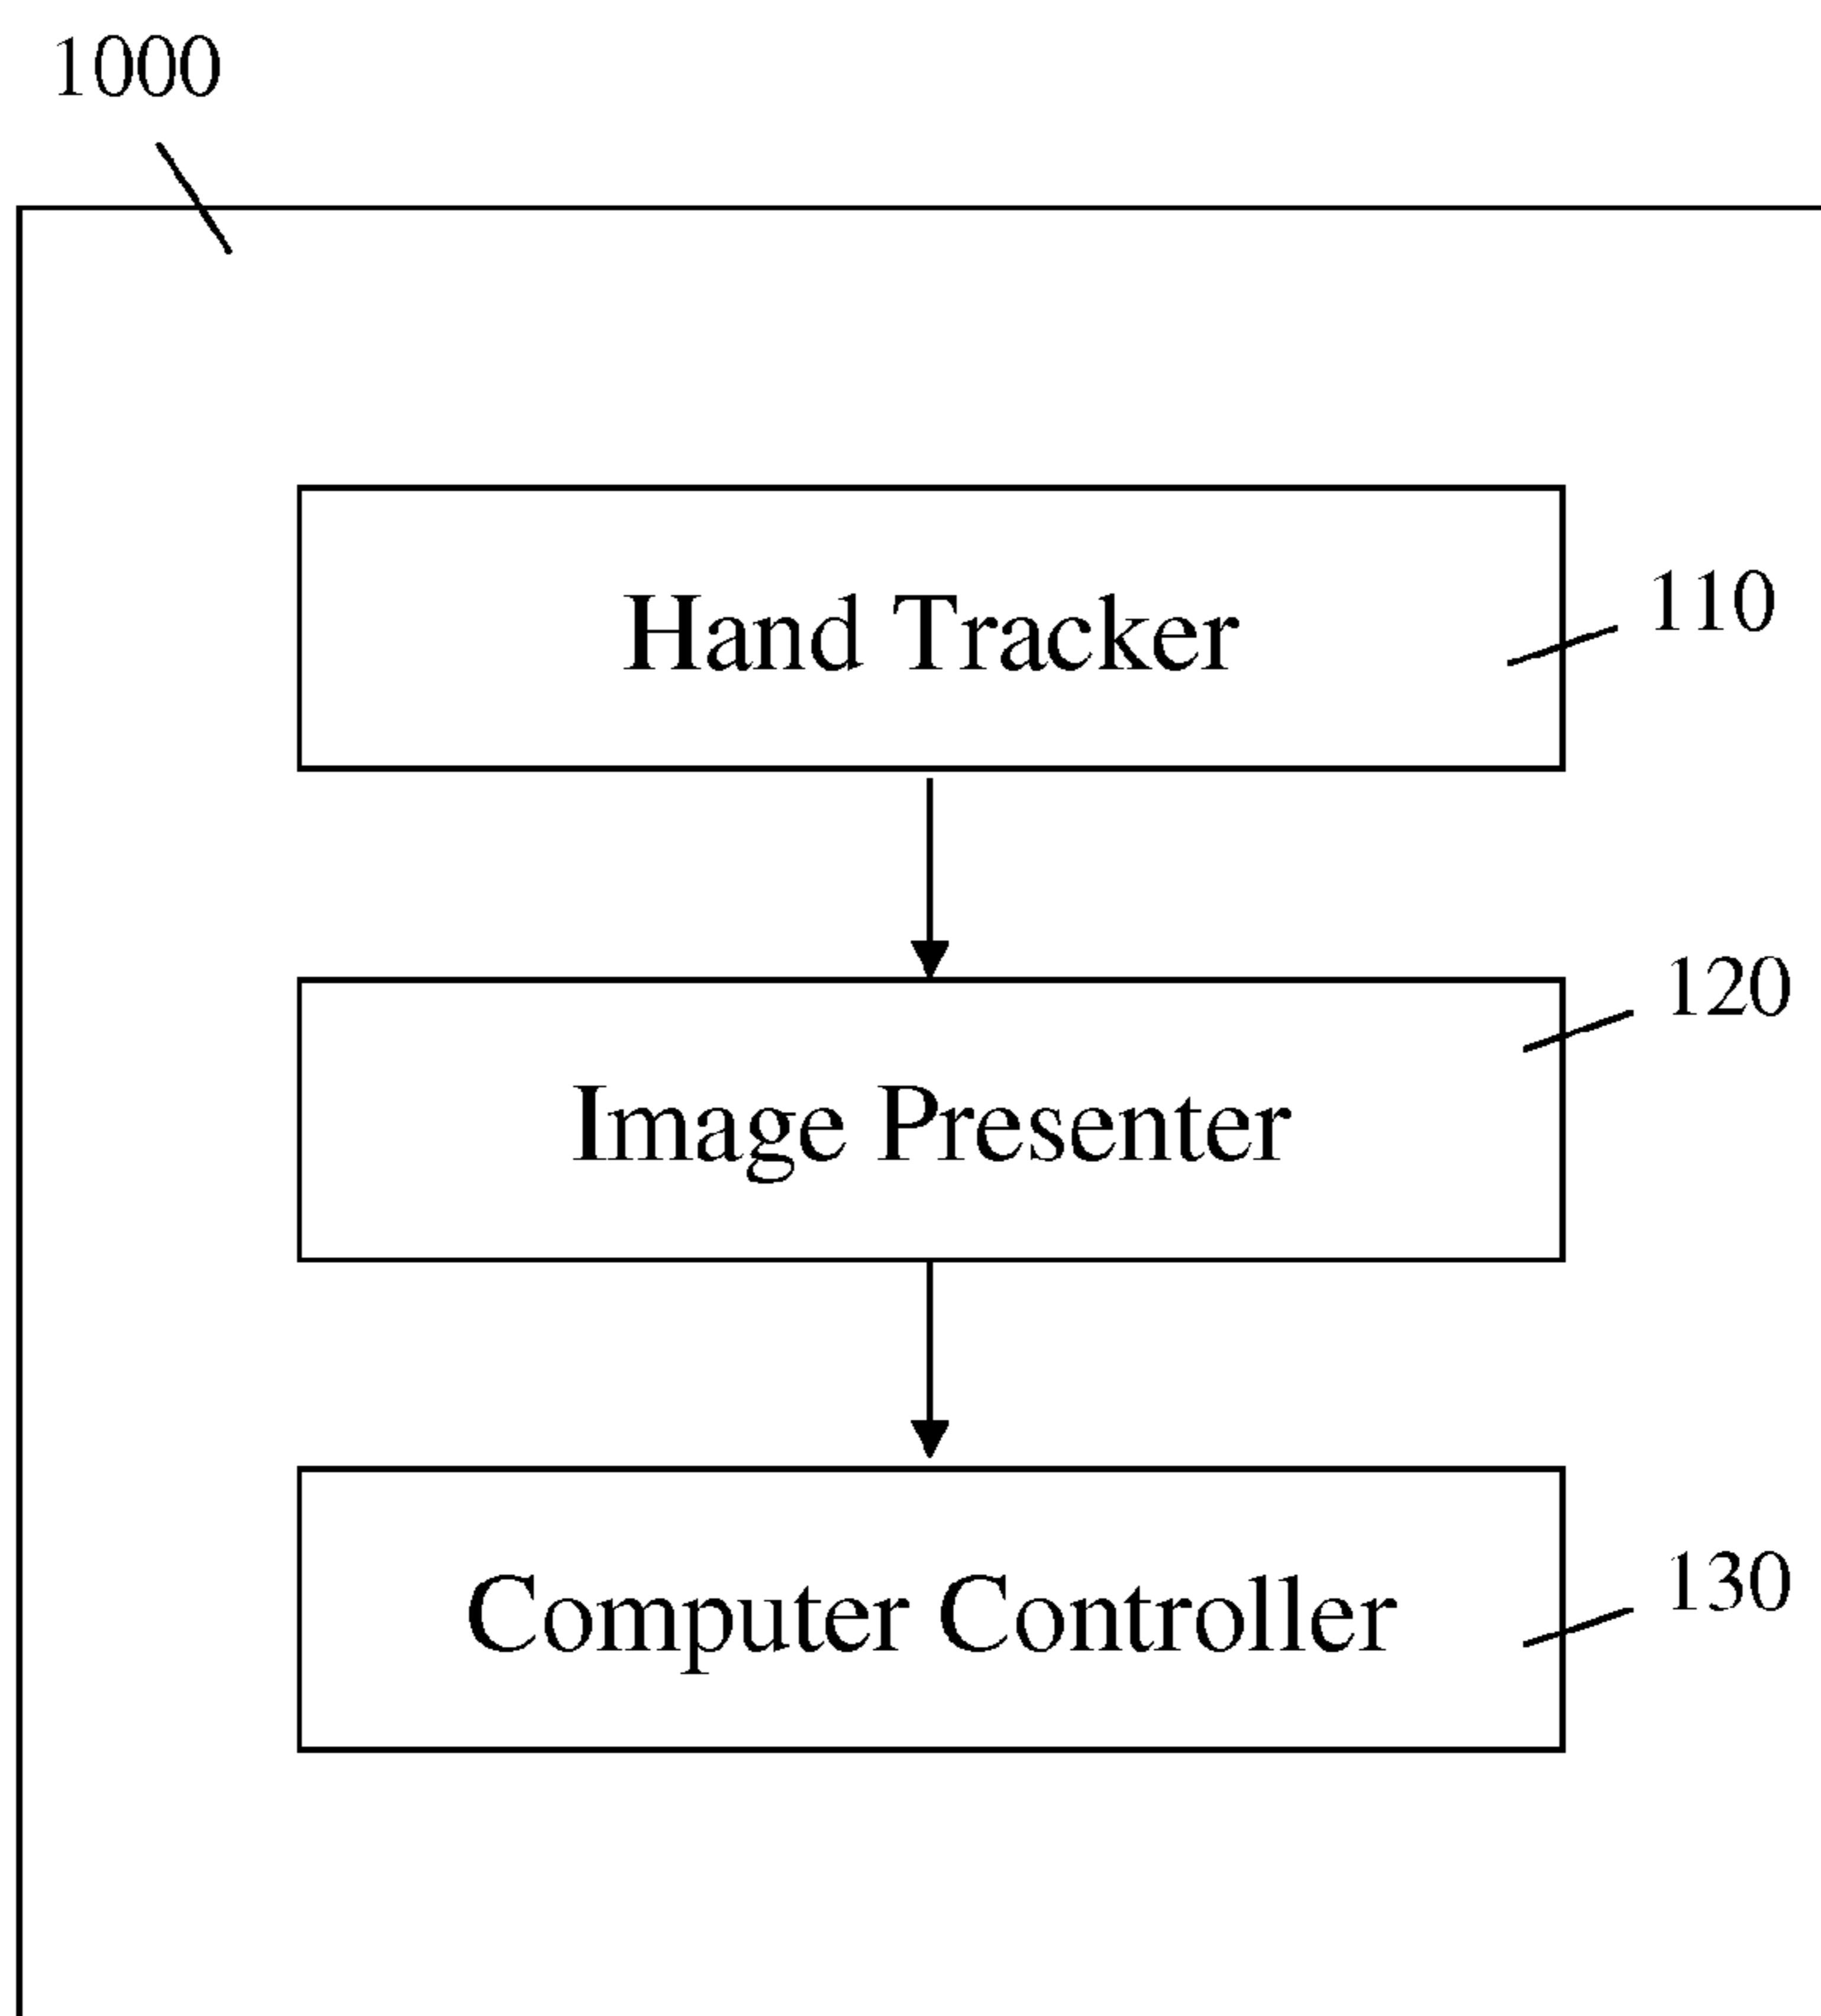 1000
Hand Tracker
110
120
Image Presenter
130
Computer Controller